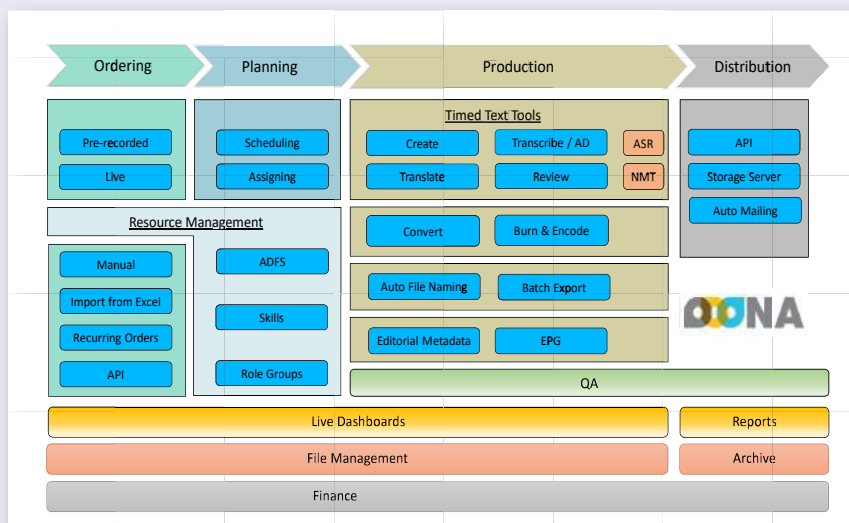 Ordering
Planning
Production
Distribution
Pre-recorded
Live
Scheduling
Assigning
Timed Text Tools
Create
Transcribe / AD
ASR
Translate
Review
NMT
API
Storage Server
Auto Mailing
Resource Management
Manual
Import from Excel
Recurring Orders
API
ADFS
Skills
Role Groups
Convert
Burn & Encode
Auto File Naming
Batch Export
Editorial Metadata
EPG
OOONA
QA
Live Dashboards
Reports
File Management
Archive
Finance